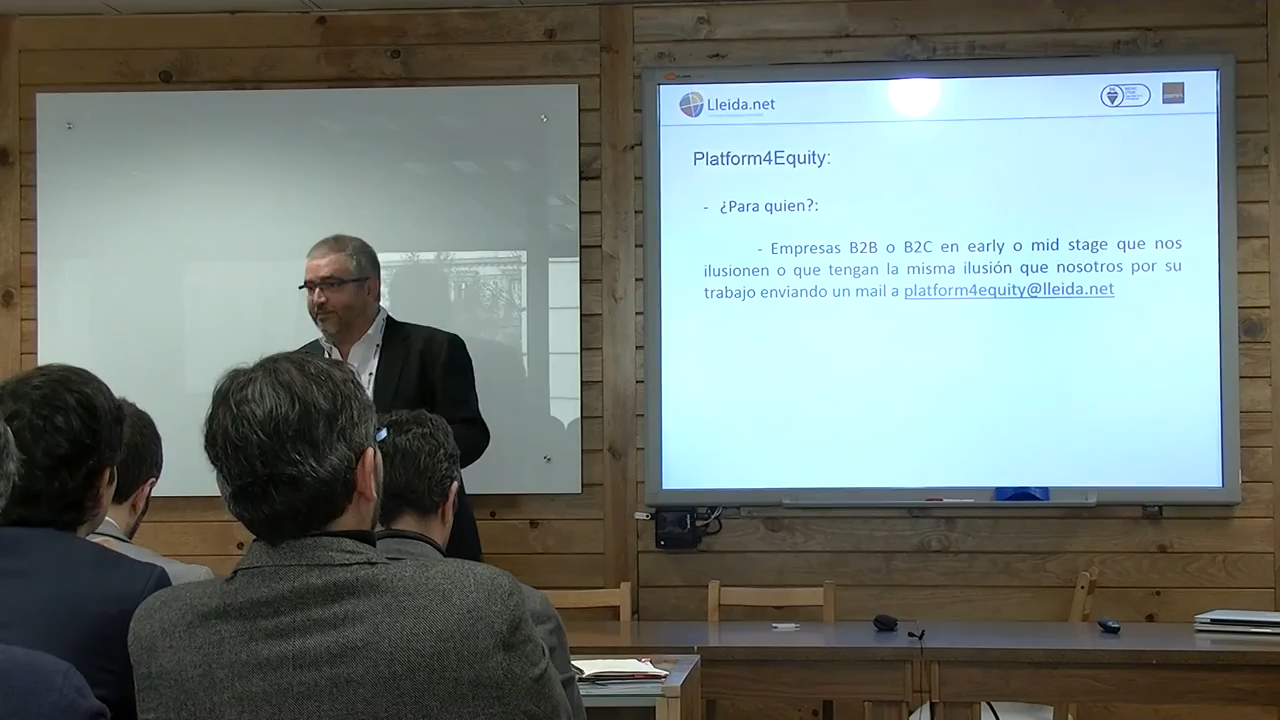 Lleida.net
Platform4Equity:
- ¿Para quien?:
- Empresas B2B o B2C en early o mid stage que nos
ilusionen o que tengan la misma ilusión que nosotros por su
trabajo enviando un mail a platform4equity@lleida.net